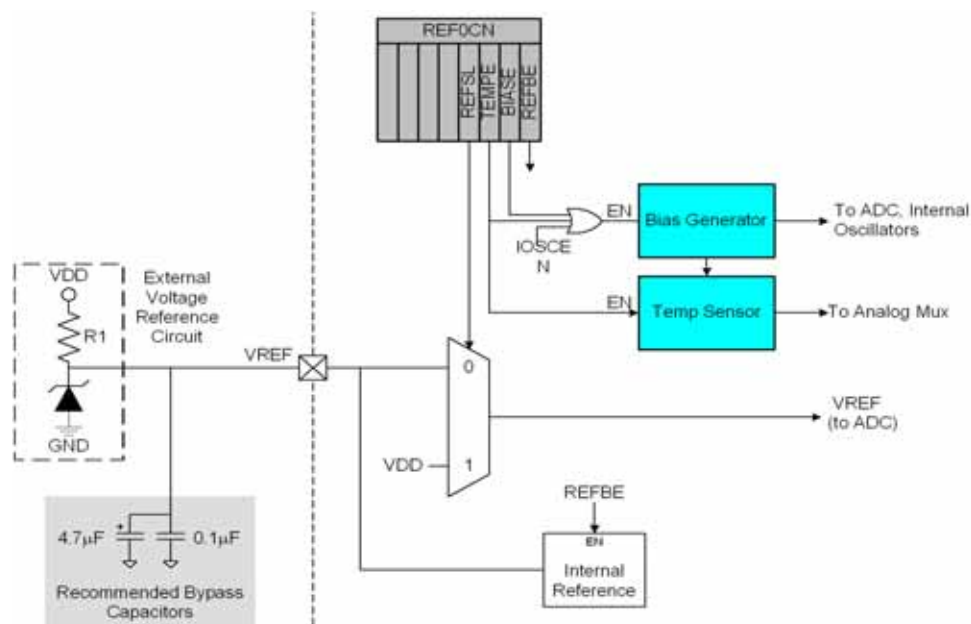 REF0CN
REFSL
TEMPE
BIASE
REFBE
EN
Bias Generator
To ADC, Internal
Oscillators
IOSCE
N
VDD
External
Voltage
Reference
Circuit
R1
EN
Temp Sensor
To Analog Mux
VREF
0
VREF
(to ADC)
GND
VDD
1
REFBE
4.7µF
+
0.1µF
EN
Internal
Reference
Recommended Bypass
Capacitors